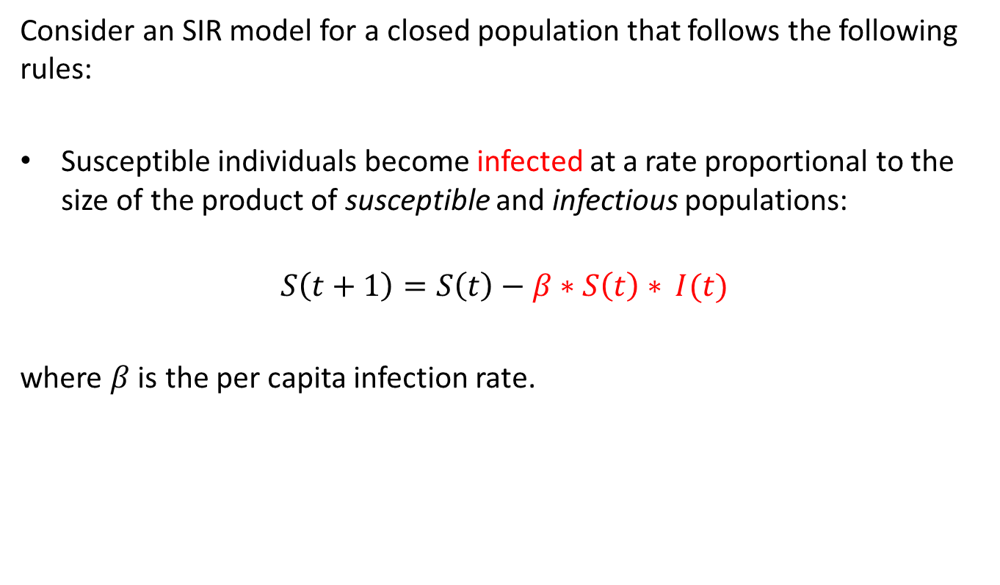 Consider an SIR model for a closed population that follows the following
rules:
• Susceptible individuals become infected at a rate proportional to the
size of the product of susceptible and infectious populations:
𝑆(𝑡 + 1) = 𝑆(𝑡) − 𝛽 ∗ 𝑆(𝑡) ∗ 𝐼(𝑡)
where 𝛽 is the per capita infection rate.